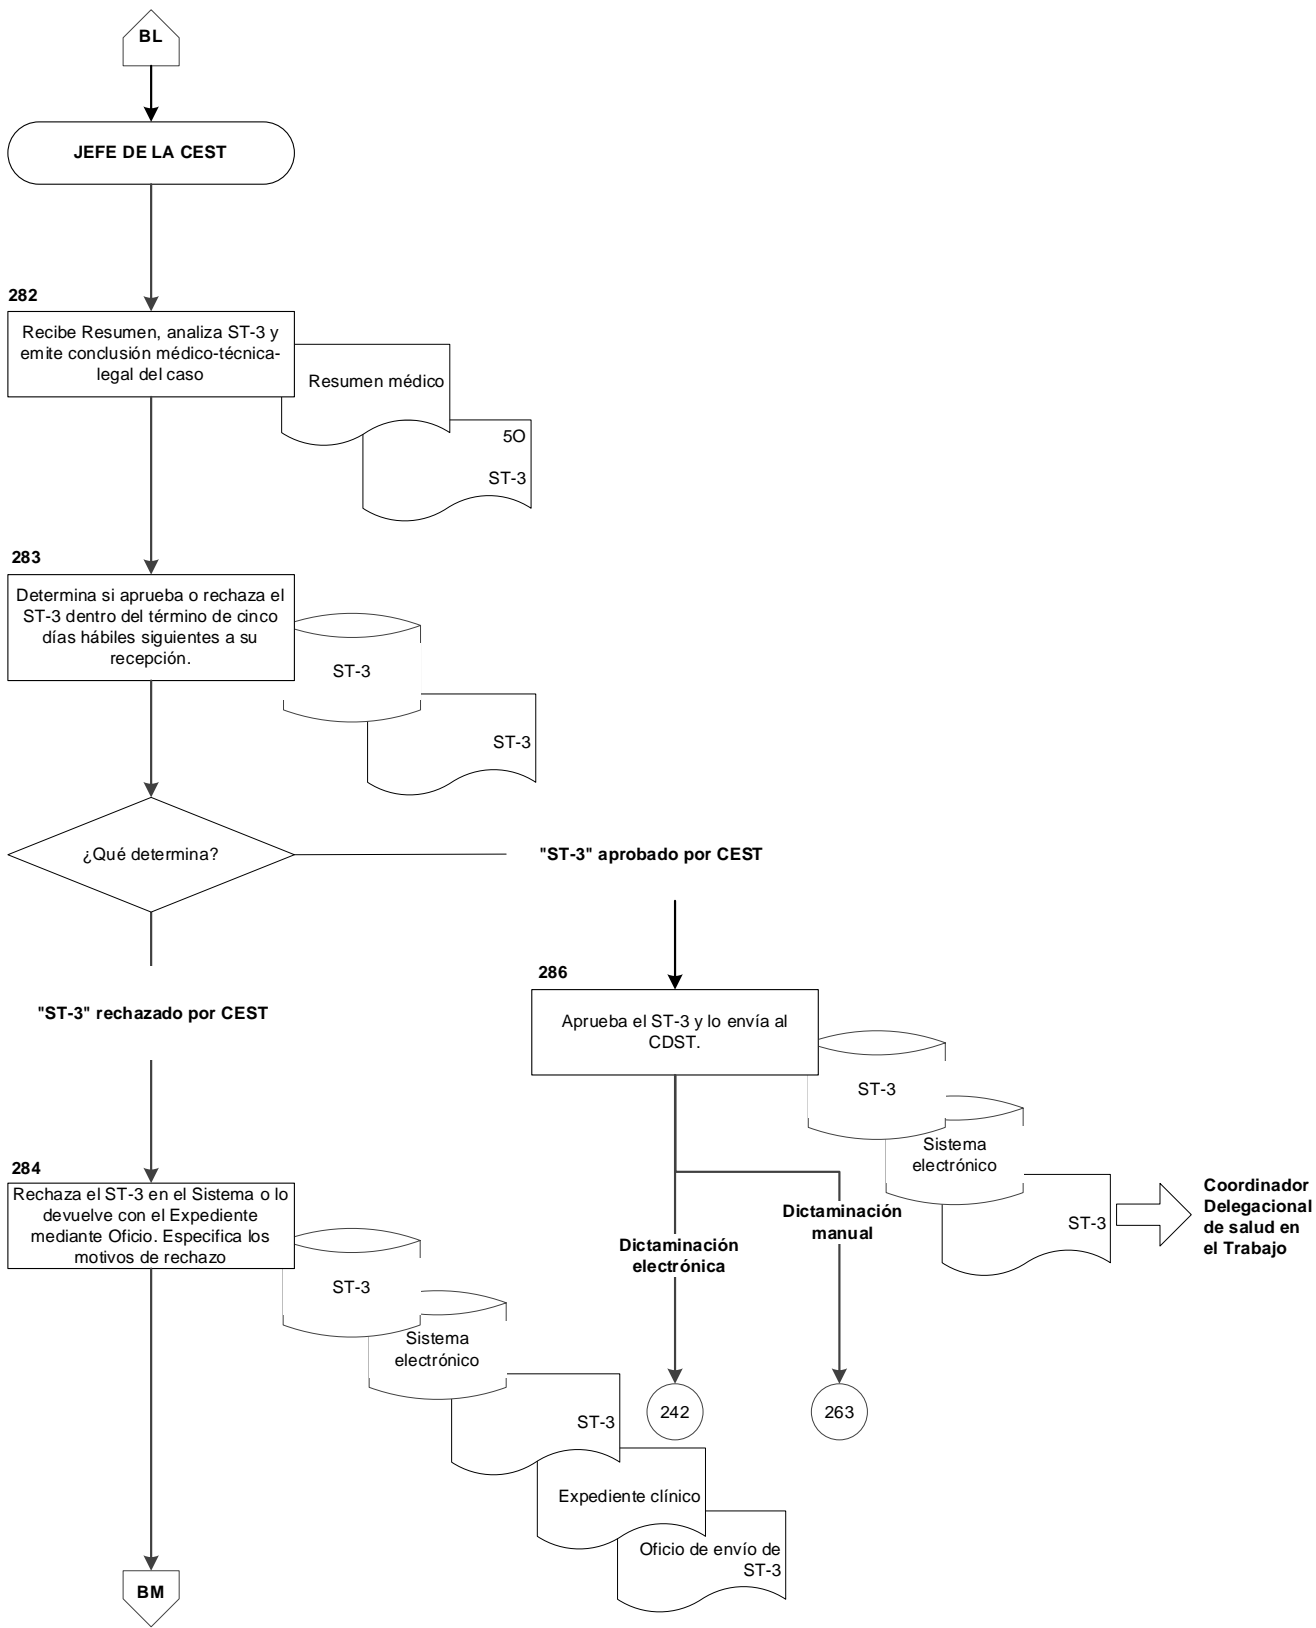 BL
JEFE DE LA CEST
282
Recibe Resumen, analiza ST-3 y
emite conclusión médico-técnica-
legal del caso
Resumen médico
5O
ST-3
283
Determina si aprueba o rechaza el
ST-3 dentro del término de cinco
días hábiles siguientes a su
recepción.
ST-3
ST-3
¿Qué determina?
"ST-3" aprobado por CEST
"ST-3" rechazado por CEST
286
Aprueba el ST-3 y lo envía al
CDST.
ST-3
Sistema
electrónico
ST-3
Coordinador
Delegacional
de salud en
el Trabajo
Dictaminación
manual
Dictaminación
electrónica
242
263
284
Rechaza el ST-3 en el Sistema o lo
devuelve con el Expediente
mediante Oficio. Especifica los
motivos de rechazo
ST-3
Sistema
electrónico
ST-3
Expediente clínico
Oficio de envío de
ST-3
BM